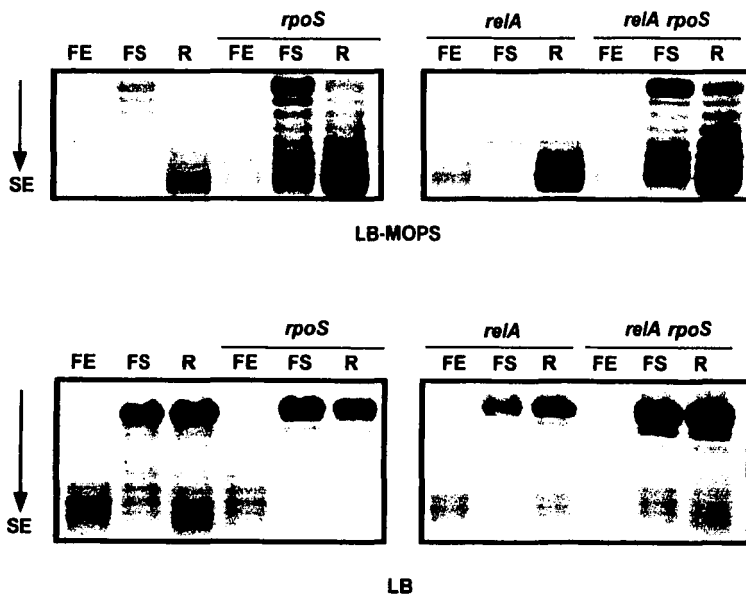 rpoS relA relA rpoS
FE FS R FE FS R FE FS R FE FS R
SE
LB-MOPS
rpoS relA relA rpoS
FE FS R FE FS R FE FS R FE FS R
SE
LB